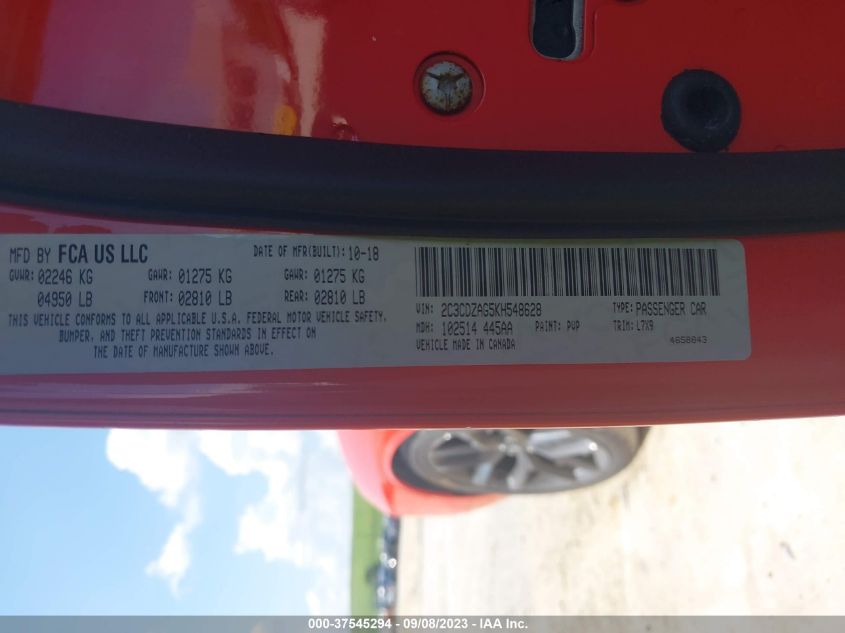 MFD BY FCA US LLC DATE OF MFR(BUILT): 10-18
GVWR: 02246 KG GAWR: 01275 KG GAWR: 01275 KG
04950 LB FRONT: 02810 LB REAR: 02810 LB
THIS VEHICLE CONFORMS TO ALL APPLICABLE U.S.A. FEDERAL MOTOR VEHICLE SAFETY,
BUMPER, AND THEFT PREVENTION STANDARDS IN EFFECT ON
THE DATE OF MANUFACTURE SHOWN ABOVE.
VIN: 2C3CDZAG5KH548628 TYPE: PASSENGER CAR
MDH: 102514 445AA PAINT: PVP TRIM: L7X9
VEHICLE MADE IN CANADA 4658843
000-37545294 - 09/08/2023 - IAA Inc.